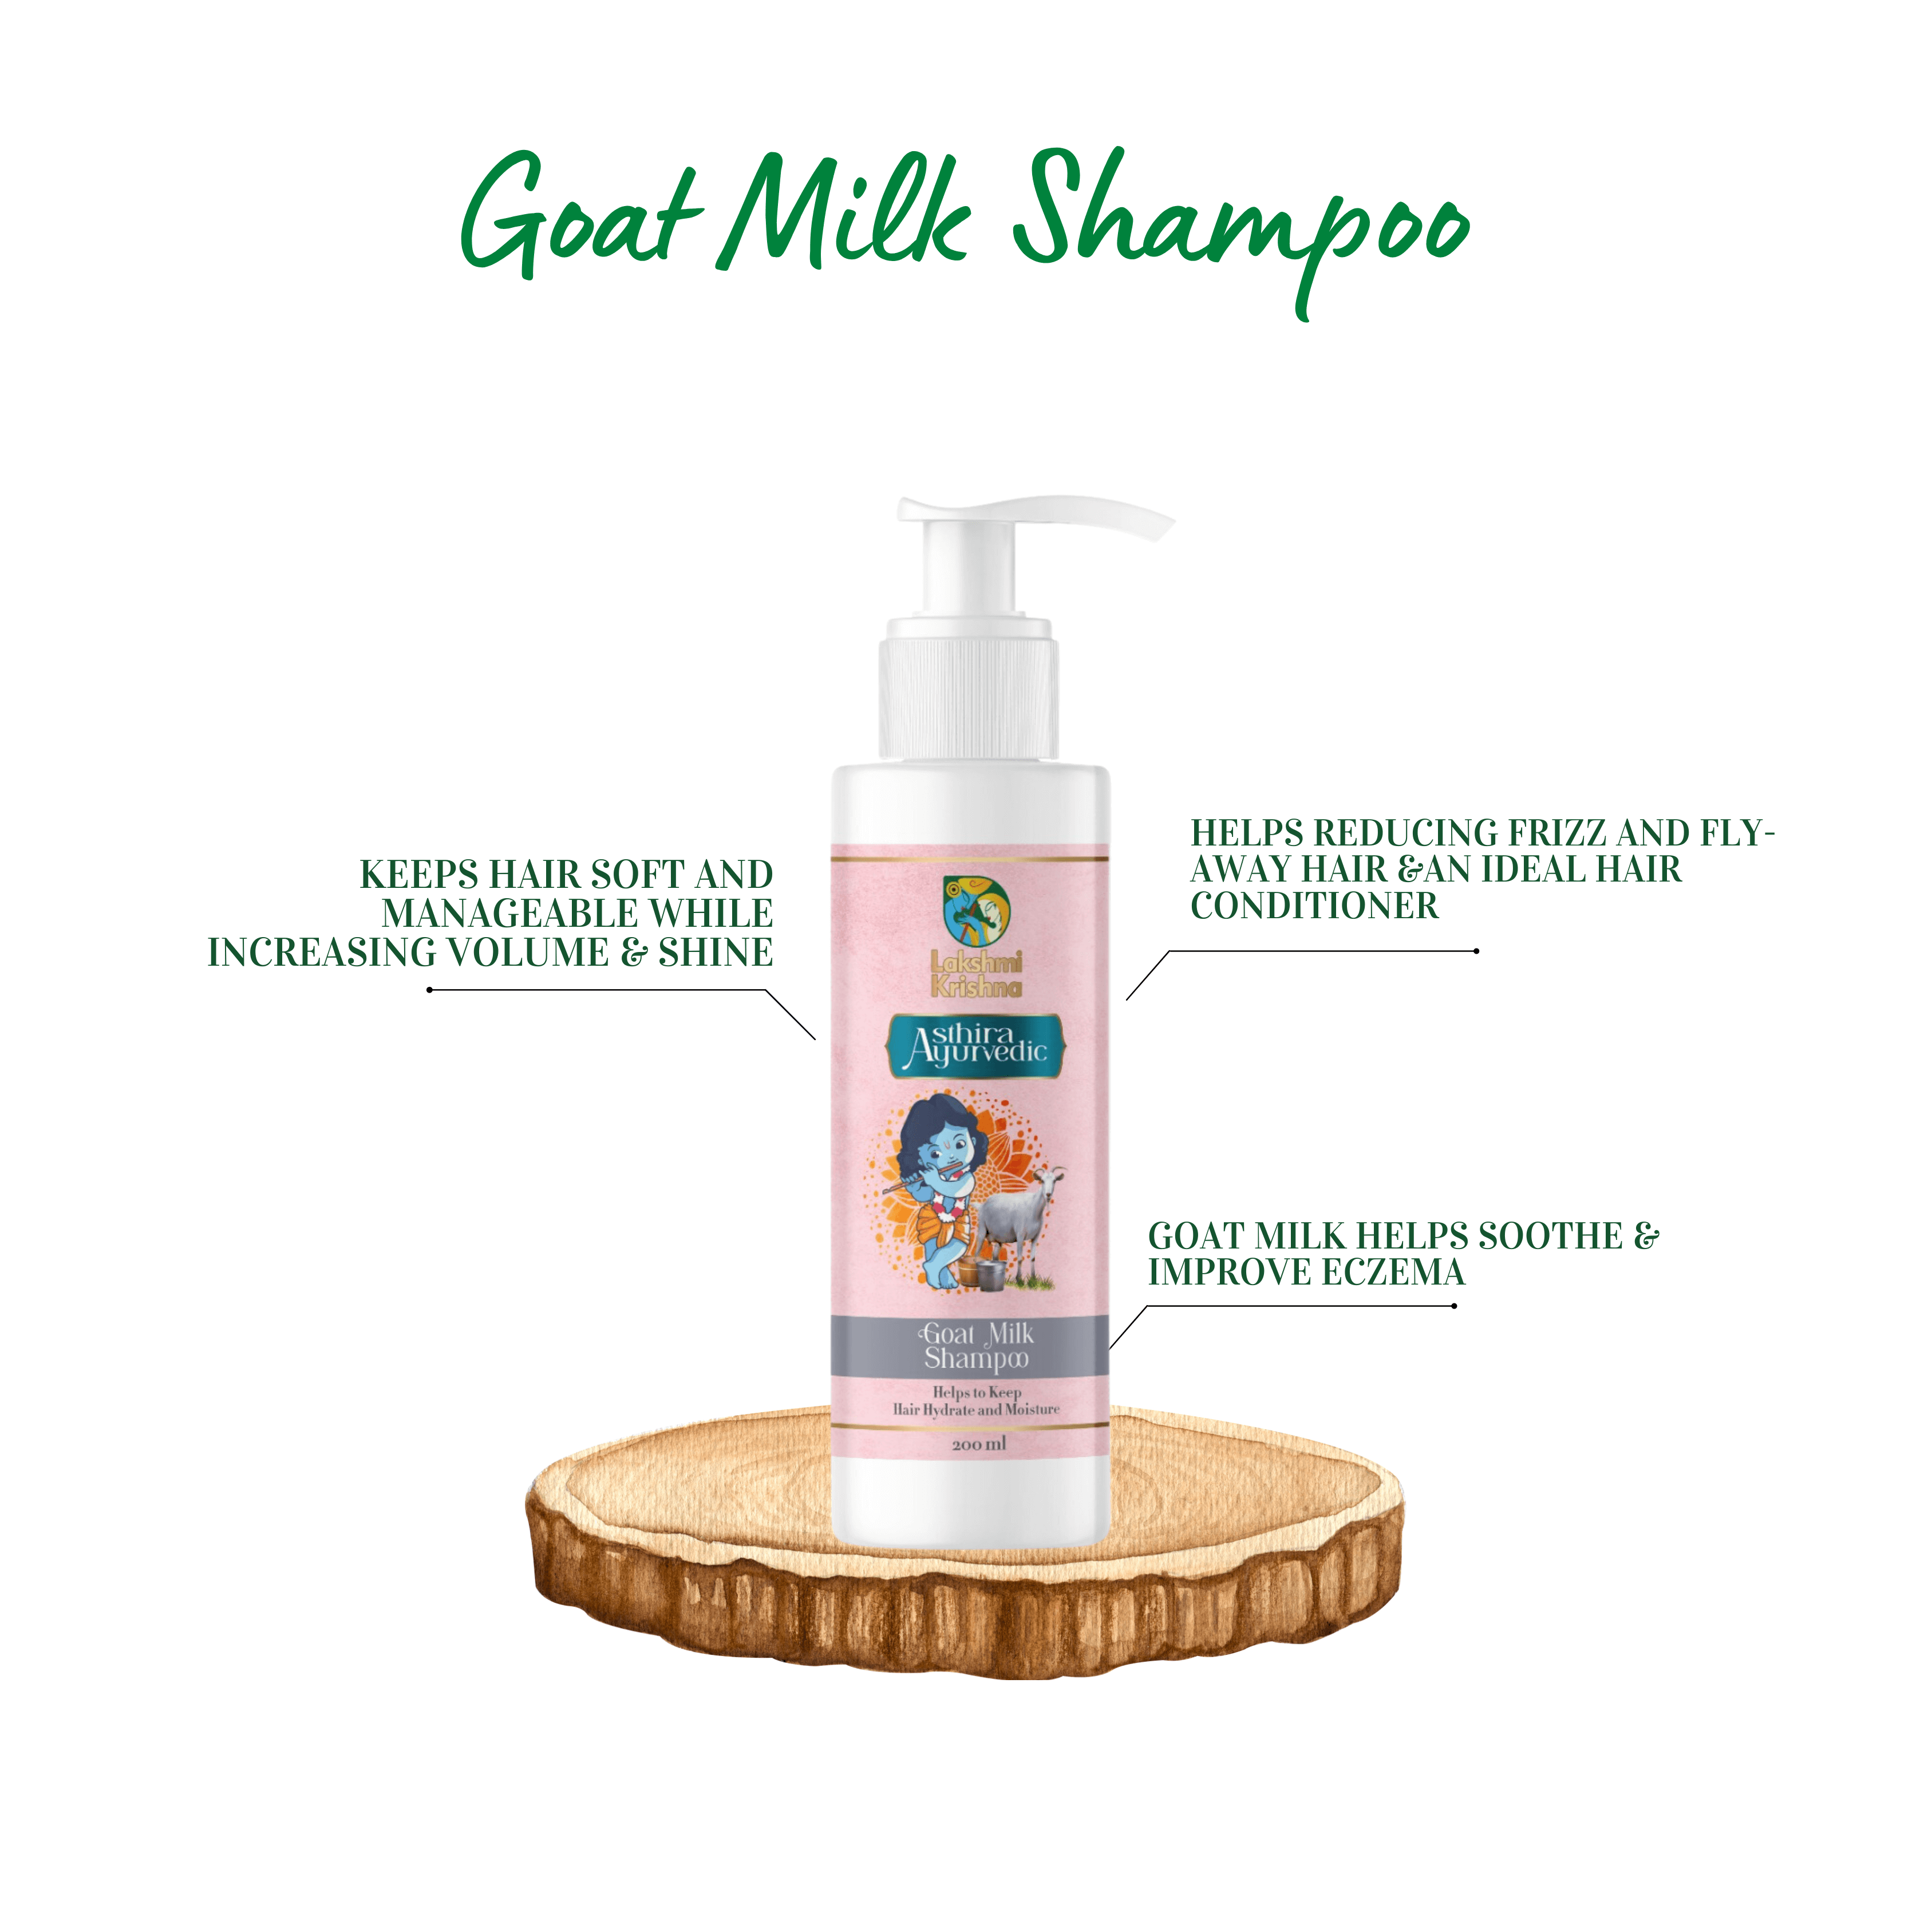 Goat Milk Shampoo
KEEPS HAIR SOFT AND
MANAGEABLE WHILE
INCREASING VOLUME & SHINE
HELPS REDUCING FRIZZ AND FLY-
AWAY HAIR &AN IDEAL HAIR
CONDITIONER
GOAT MILK HELPS SOOTHE &
IMPROVE ECZEMA
Lakshmi
Krishna
Asthira
Ayurvedic
Goat Milk
Shampoo
Helps to Keep
Hair Hydrate and Moisture
200 ml